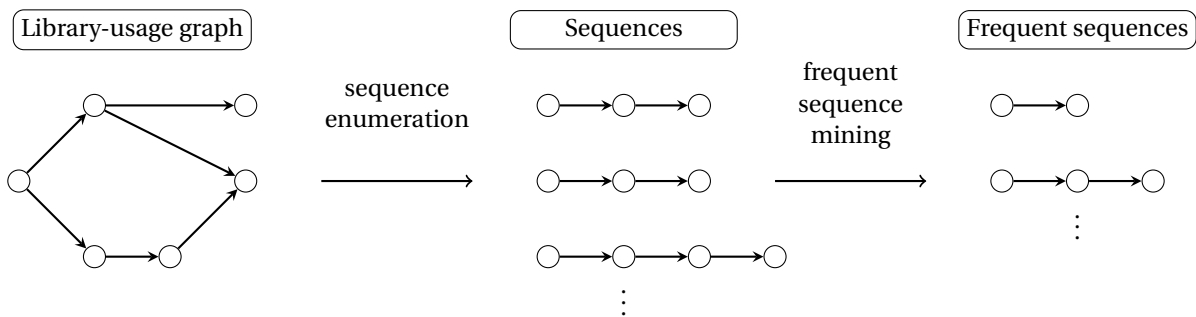 Library-usage graph
Sequences
Frequent sequences
sequence
enumeration
frequent
sequence
mining